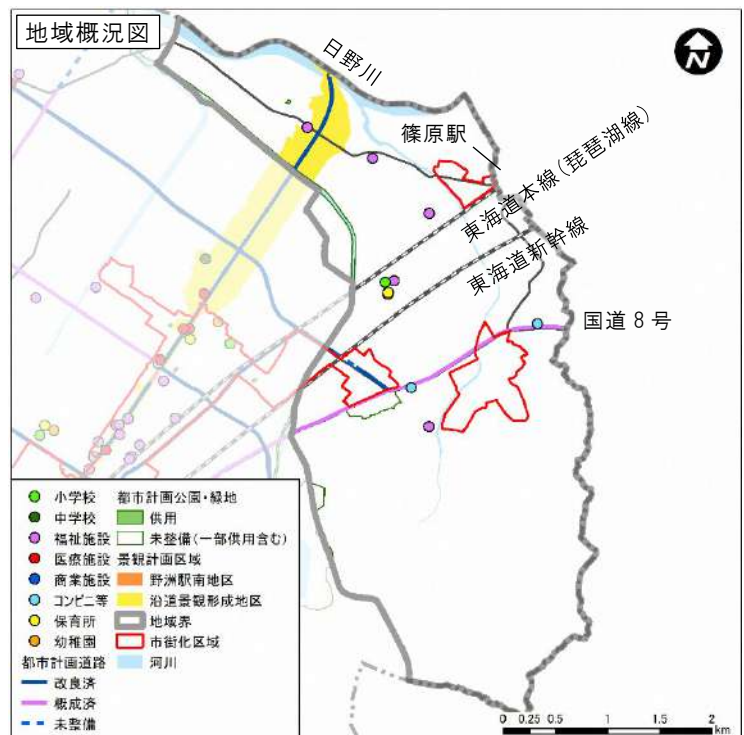 地域概況図
日野川
N
篠原駅
東海道本線(琵琶湖線)
東海道新幹線
国道8号
小学校
中学校
福祉施設
医療施設
商業施設
コンビニ等
保育所
幼稚園
都市計画道路
改良済
概成済
未整備
都市計画公園・緑地
供用
未整備(一部供用含む)
景観計画区域
野洲駅南地区
沿道景観形成地区
地域界
市街化区域
河川
0 0.25 0.5 1 1.5 2
km